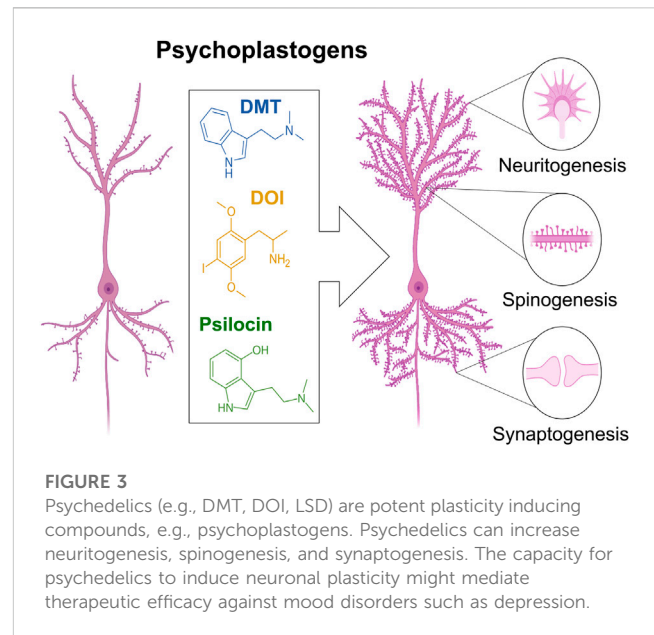 Psychoplastogens
DMT
N
N
H
DOI
O
I
NH₂
O
Psilocin
OH
HN
N
Neuritogenesis
Spinogenesis
Synaptogenesis
FIGURE 3
Psychedelics (e.g., DMT, DOI, LSD) are potent plasticity inducing
compounds, e.g., psychoplastogens. Psychedelics can increase
neuritogenesis, spinogenesis, and synaptogenesis. The capacity for
psychedelics to induce neuronal plasticity might mediate
therapeutic efficacy against mood disorders such as depression.